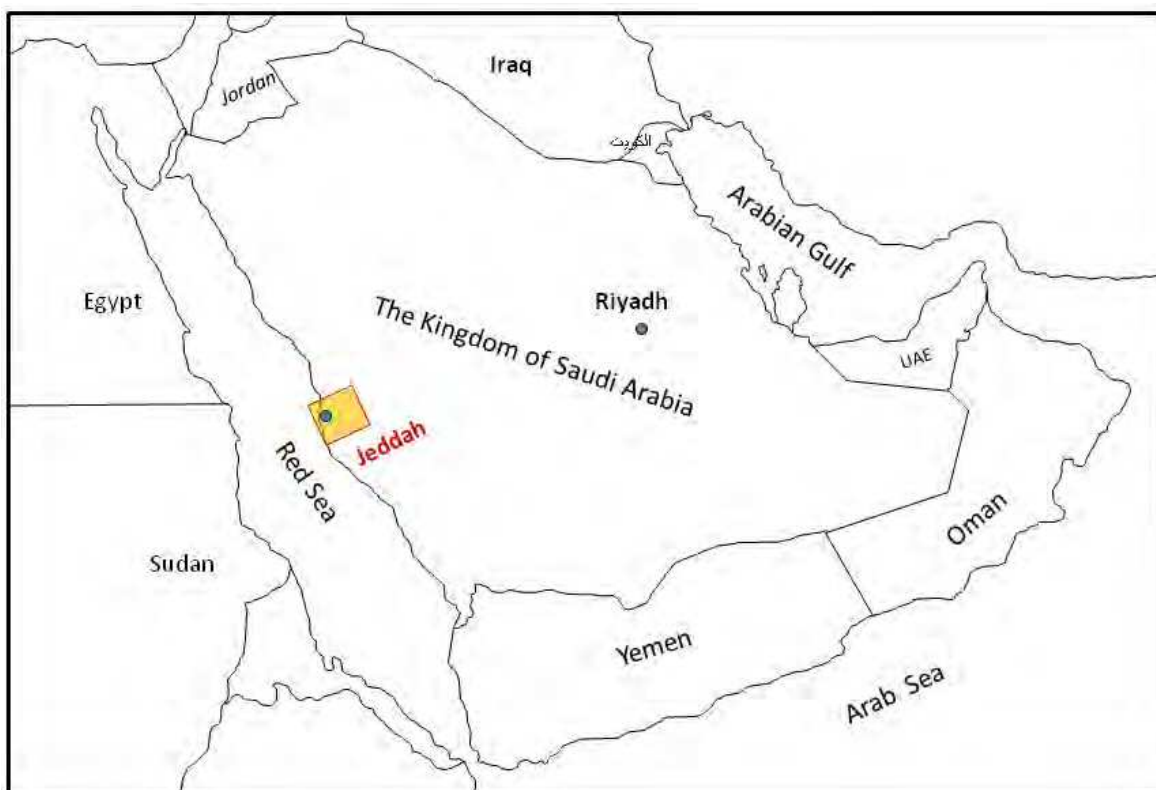 Iraq
Jordan
الكويت
Arabian Gulf
Egypt
Riyadh
The Kingdom of Saudi Arabia
UAE
Jeddah
Red Sea
Oman
Sudan
Yemen
Arab Sea